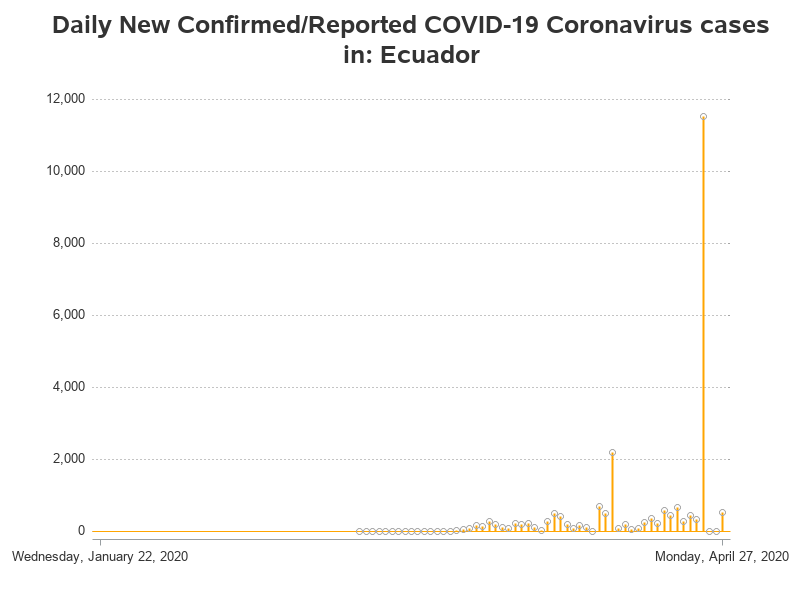 Daily New Confirmed/Reported COVID-19 Coronavirus cases
in: Ecuador
12,000
10,000
8,000
6,000
4,000
2,000
0
Wednesday, January 22, 2020
Monday, April 27, 2020